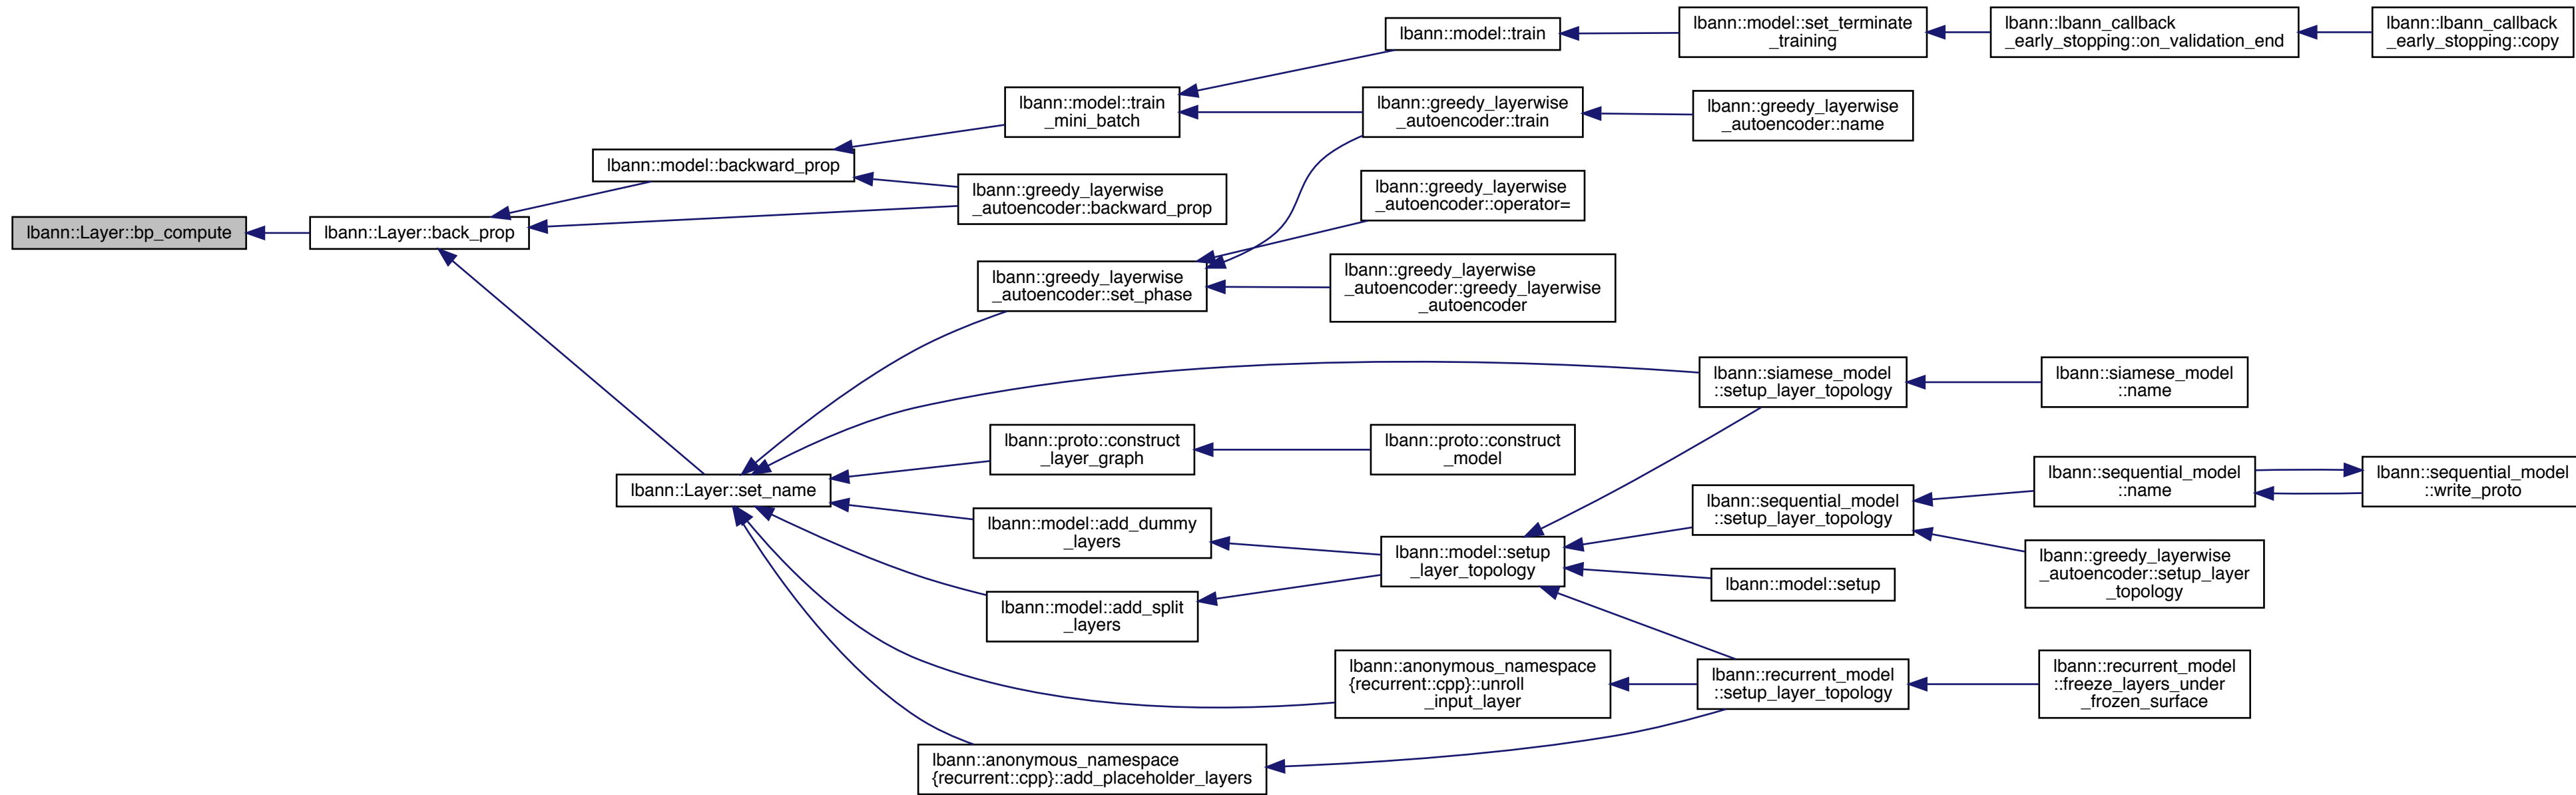 lbann::Layer::bp_compute
lbann::Layer::back_prop
lbann::model::backward_prop
lbann::model::train
_mini_batch
lbann::model::train
lbann::model::set_terminate
_training
lbann::lbann_callback
_early_stopping::on_validation_end
lbann::lbann_callback
_early_stopping::copy
lbann::greedy_layerwise
_autoencoder::train
lbann::greedy_layerwise
_autoencoder::name
lbann::greedy_layerwise
_autoencoder::backward_prop
lbann::greedy_layerwise
_autoencoder::operator=
lbann::greedy_layerwise
_autoencoder::set_phase
lbann::greedy_layerwise
_autoencoder::greedy_layerwise
_autoencoder
lbann::siamese_model
::setup_layer_topology
lbann::siamese_model
::name
lbann::proto::construct
_layer_graph
lbann::proto::construct
_model
lbann::Layer::set_name
lbann::sequential_model
::setup_layer_topology
lbann::sequential_model
::name
lbann::sequential_model
::write_proto
lbann::model::add_dummy
_layers
lbann::model::setup
_layer_topology
lbann::model::setup
lbann::greedy_layerwise
_autoencoder::setup_layer
_topology
lbann::model::add_split
_layers
lbann::anonymous_namespace
{recurrent::cpp}::unroll
_input_layer
lbann::recurrent_model
::setup_layer_topology
lbann::recurrent_model
::freeze_layers_under
_frozen_surface
lbann::anonymous_namespace
{recurrent::cpp}::add_placeholder_layers